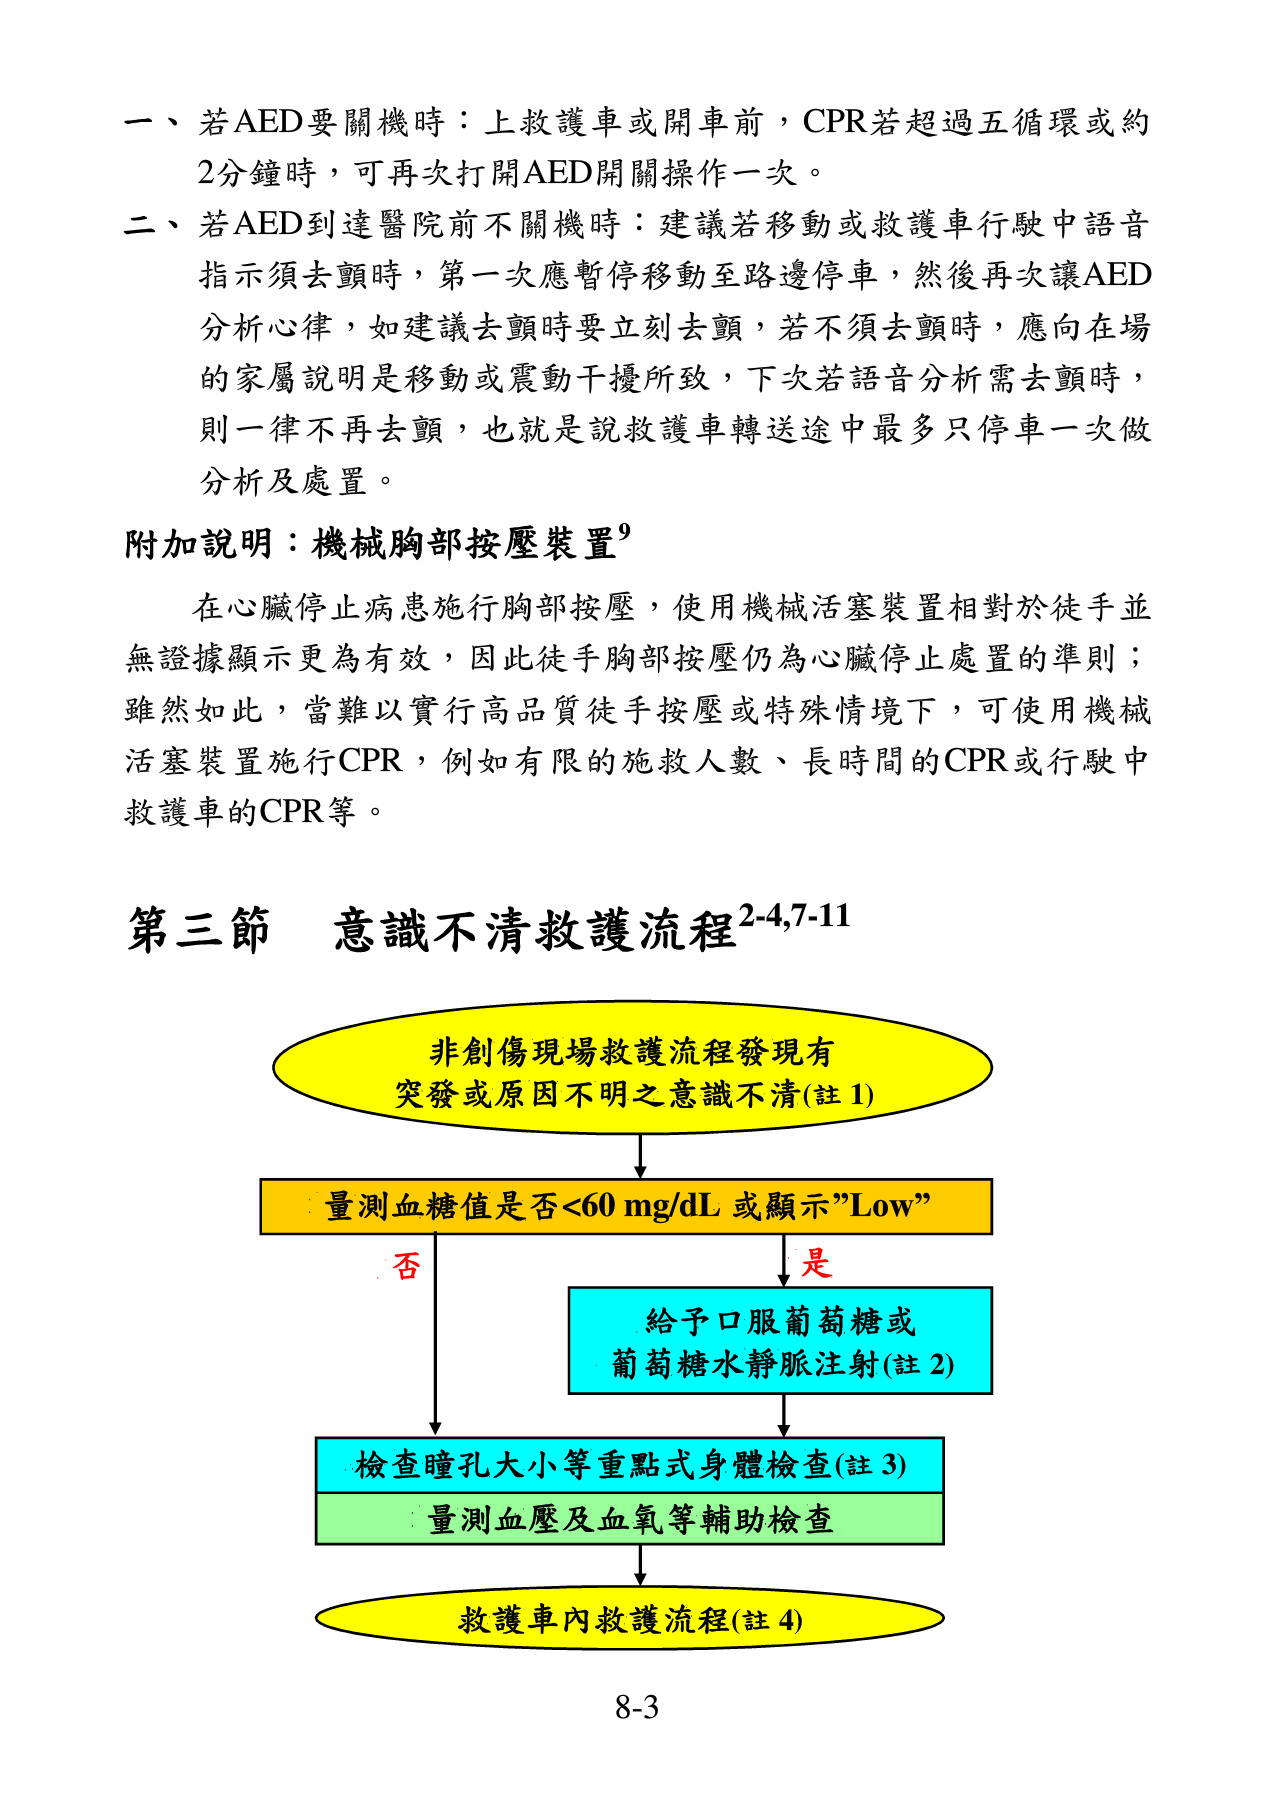 一、 若AED要關機時：上救護車或開車前，CPR若超過五循環或約
2分鐘時，可再次打開AED開關操作一次。
二、 若AED到達醫院前不關機時：建議若移動或救護車行駛中語音
指示須去顫時，第一次應暫停移動至路邊停車，然後再次讓AED
分析心律，如建議去顫時要立刻去顫，若不須去顫時，應向在場
的家屬說明是移動或震動干擾所致，下次若語音分析需去顫時，
則一律不再去顫，也就是說救護車轉送途中最多只停車一次做
分析及處置。
附加說明：機械胸部按壓裝置9
在心臟停止病患施行胸部按壓，使用機械活塞裝置相對於徒手並
無證據顯示更為有效，因此徒手胸部按壓仍為心臟停止處置的準則；
雖然如此，當難以實行高品質徒手按壓或特殊情境下，可使用機械
活塞裝置施行CPR，例如有限的施救人數、長時間的CPR或行駛中
救護車的CPR等。
第三節　意識不清救護流程2-4,7-11
非創傷現場救護流程發現有
突發或原因不明之意識不清(註 1)
量測血糖值是否<60 mg/dL 或顯示”Low”
否
是
給予口服葡萄糖或
葡萄糖水靜脈注射(註 2)
檢查瞳孔大小等重點式身體檢查(註 3)
量測血壓及血氧等輔助檢查
救護車內救護流程(註 4)
8-3